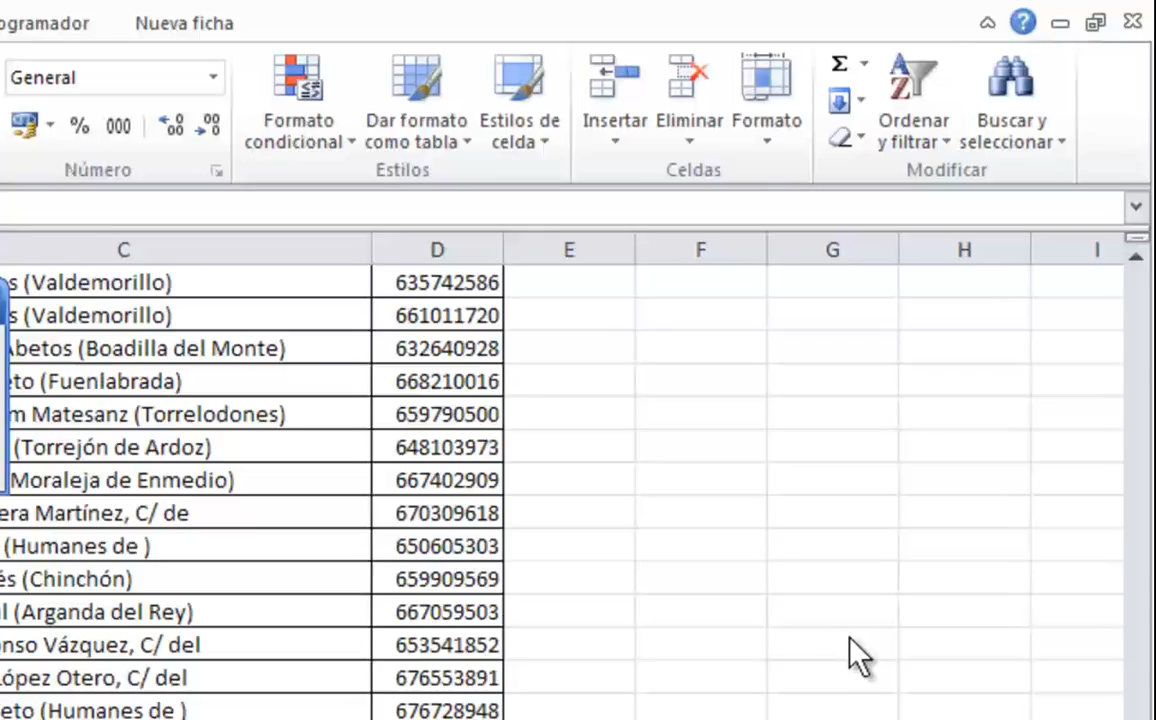 ogramador Nueva ficha
General
% 000
Formato condicional
Dar formato como tabla
Estilos de celda
Insertar Eliminar Formato
Σ
Ordenar y filtrar
Buscar y seleccionar
Número Estilos Celdas Modificar
C D E F G H I
s (Valdemorillo) 635742586
s (Valdemorillo) 661011720
Abetos (Boadilla del Monte) 632640928
eto (Fuenlabrada) 668210016
m Matesanz (Torrelodones) 659790500
(Torrejón de Ardoz) 648103973
(Moraleja de Enmedio) 667402909
era Martínez, C/ de 670309618
(Humanes de ) 650605303
és (Chinchón) 659909569
ul (Arganda del Rey) 667059503
onso Vázquez, C/ del 653541852
López Otero, C/ del 676553891
eto (Humanes de ) 676728948